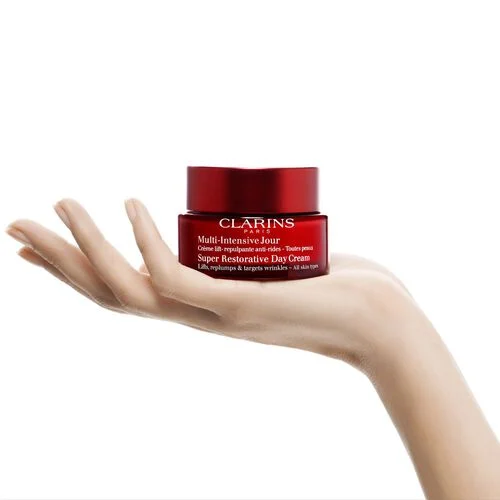 CLARINS
PARIS
Multi-Intensive Jour
Crème lift-repulpante anti-rides - Toutes peaux
Super Restorative Day Cream
Lifts, replumps & targets wrinkles - All skin types